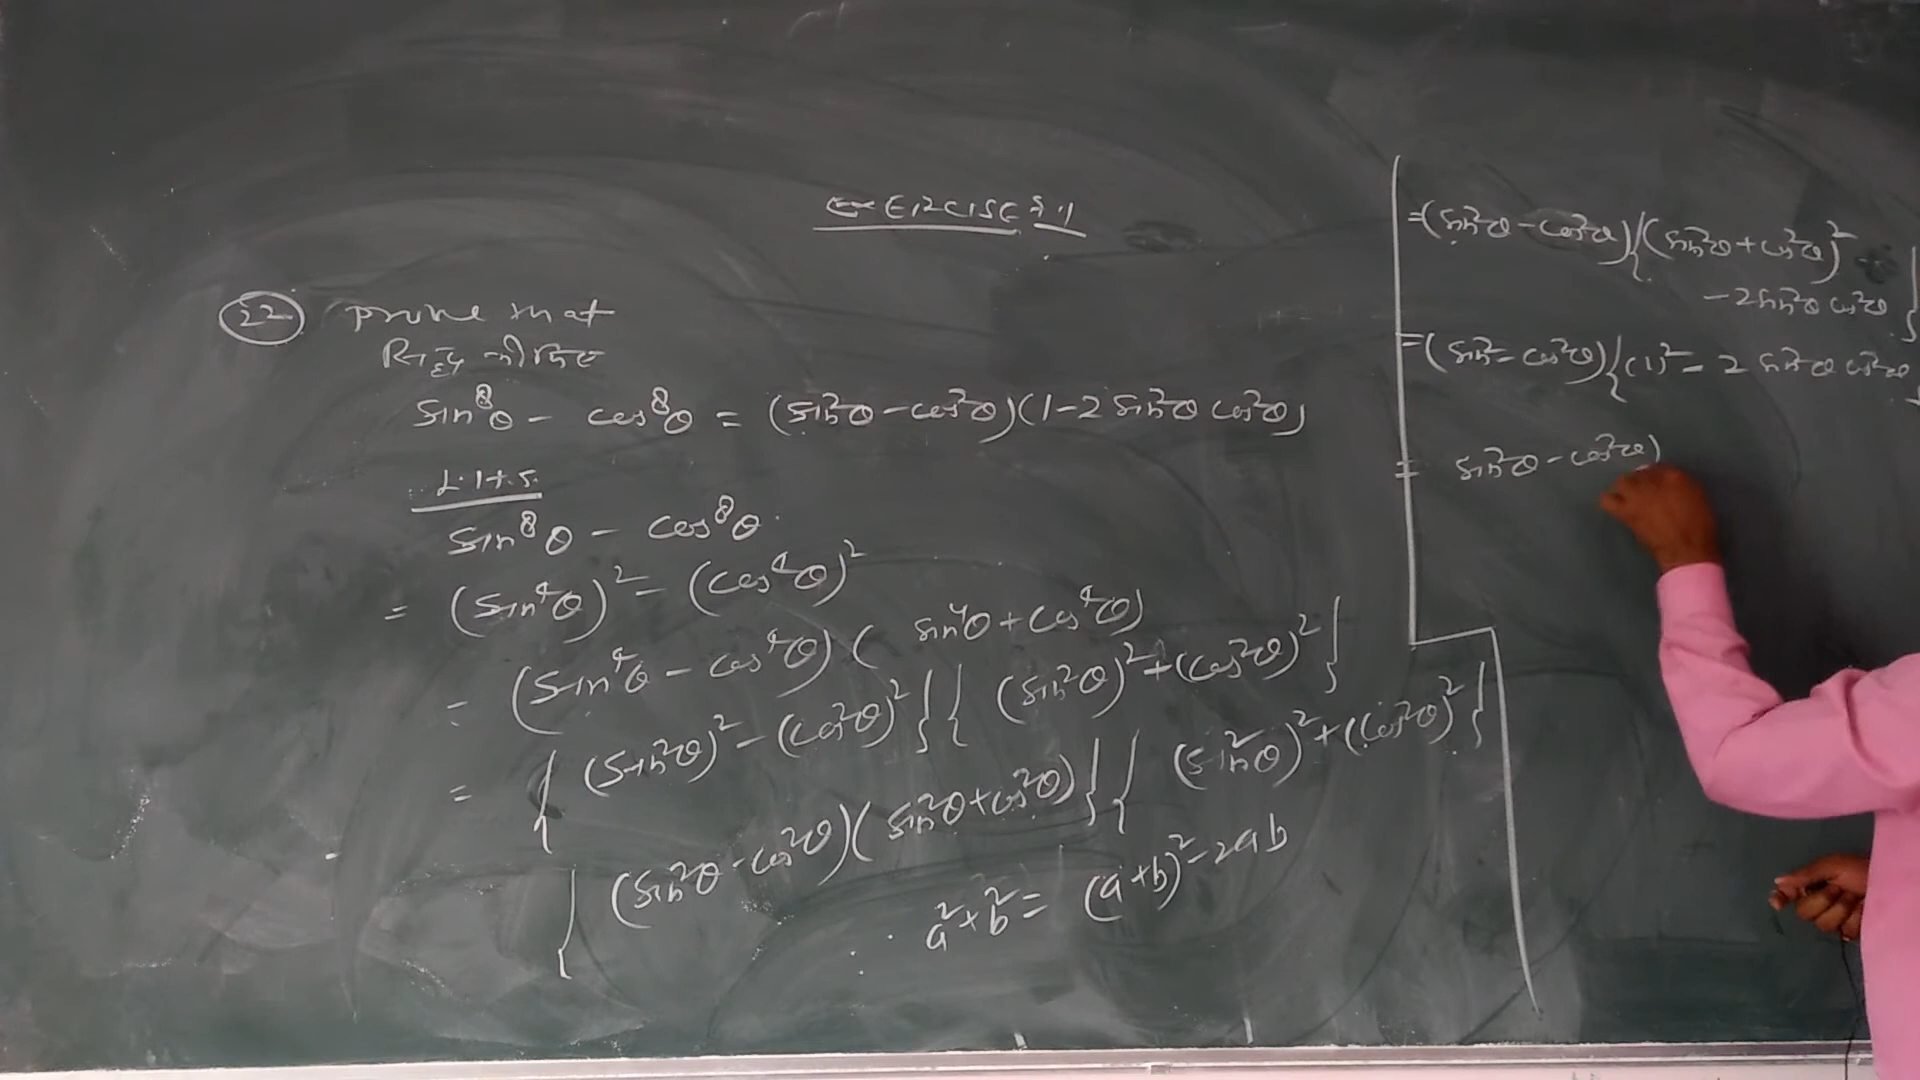 EXERCISE 8.1
22 prove that
सिद्ध कीजिए
sin⁸θ - cos⁸θ = (sin²θ - cos²θ)(1 - 2 sin²θ cos²θ)
L.H.S.
sin⁸θ - cos⁸θ
= (sin⁴θ)² - (cos⁴θ)²
= (sin⁴θ - cos⁴θ) (sin⁴θ + cos⁴θ)
= { (sin²θ)² - (cos²θ)² } { (sin²θ)² + (cos²θ)² }
{ (sin²θ - cos²θ)(sin²θ + cos²θ) } { (sin²θ)² + (cos²θ)² }
∴ a² + b² = (a + b)² - 2ab
= (sin²θ - cos²θ) { (sin²θ + cos²θ)²
- 2 sin²θ cos²θ }
= (sin² - cos²θ) { (1)² - 2 sin²θ cos²θ }
= sin²θ - cos²θ)